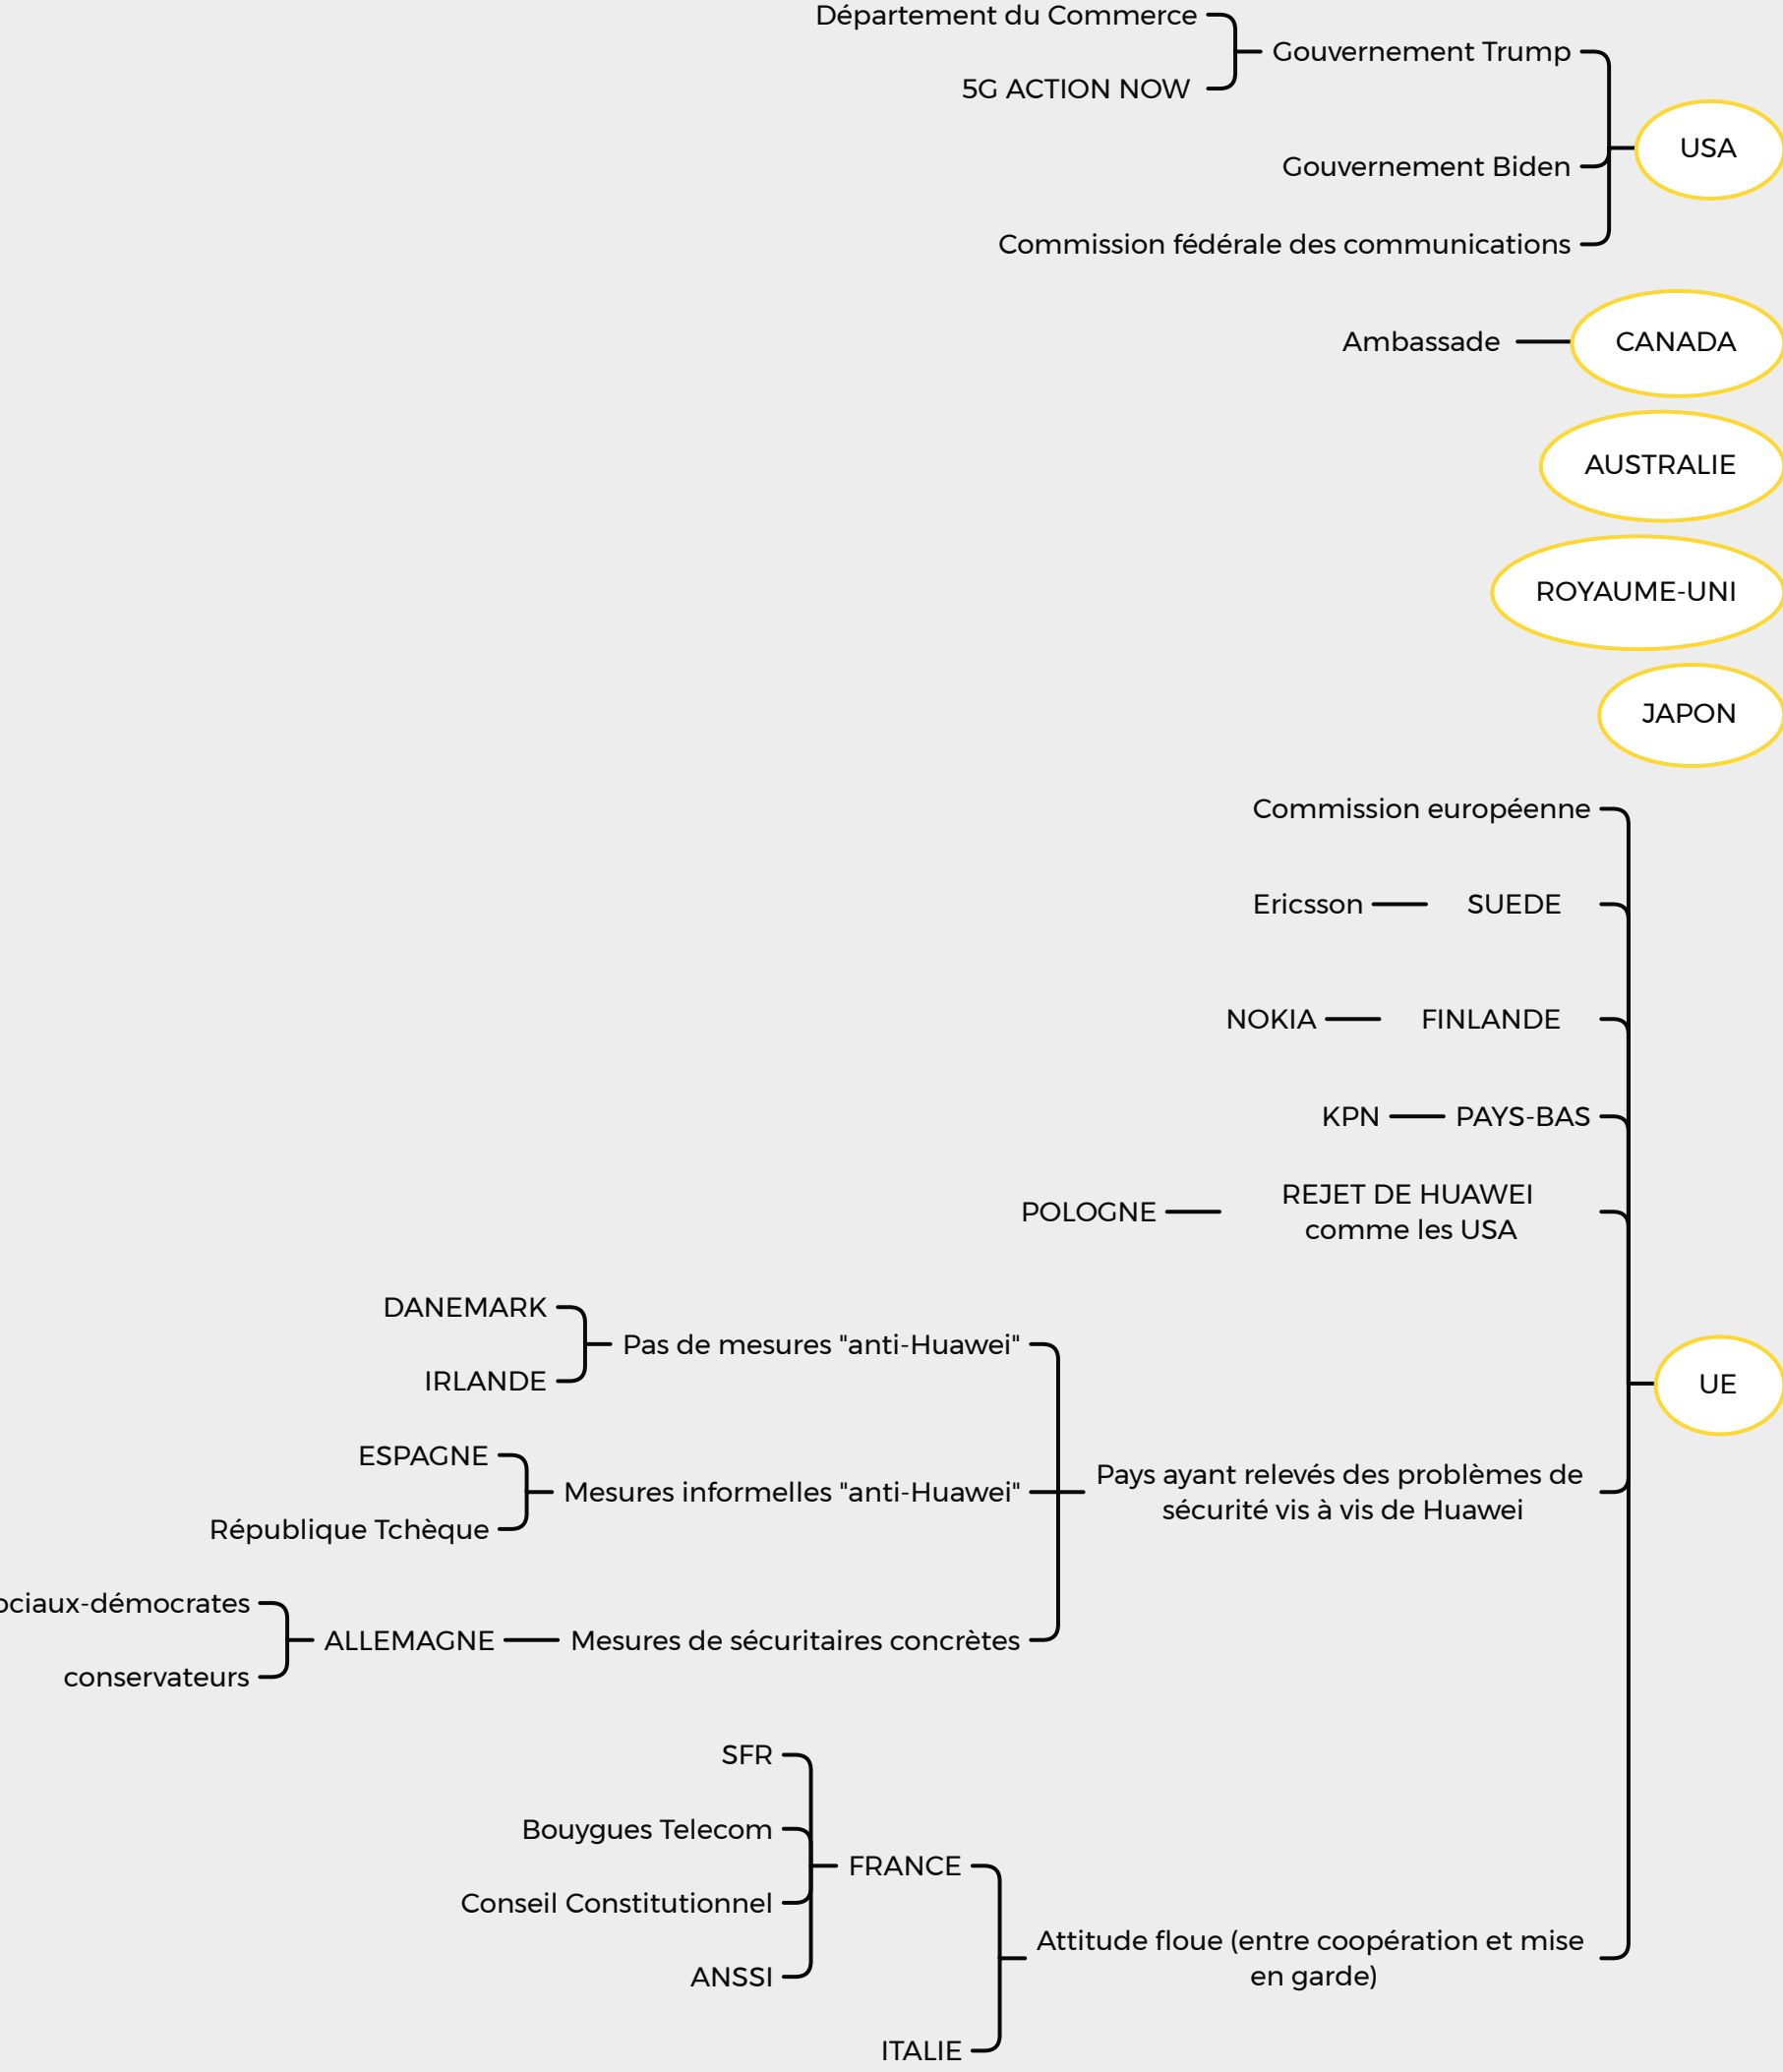 Département du Commerce
Gouvernement Trump
5G ACTION NOW
USA
Gouvernement Biden
Commission fédérale des communications
Ambassade
CANADA
AUSTRALIE
ROYAUME-UNI
JAPON
Commission européenne
Ericsson
SUEDE
NOKIA
FINLANDE
KPN
PAYS-BAS
POLOGNE
REJET DE HUAWEI
comme les USA
DANEMARK
Pas de mesures "anti-Huawei"
IRLANDE
UE
ESPAGNE
Mesures informelles "anti-Huawei"
République Tchèque
Pays ayant relevés des problèmes de
sécurité vis à vis de Huawei
ociaux-démocrates
ALLEMAGNE
Mesures de sécuritaires concrètes
conservateurs
SFR
Bouygues Telecom
FRANCE
Conseil Constitutionnel
ANSSI
Attitude floue (entre coopération et mise
en garde)
ITALIE